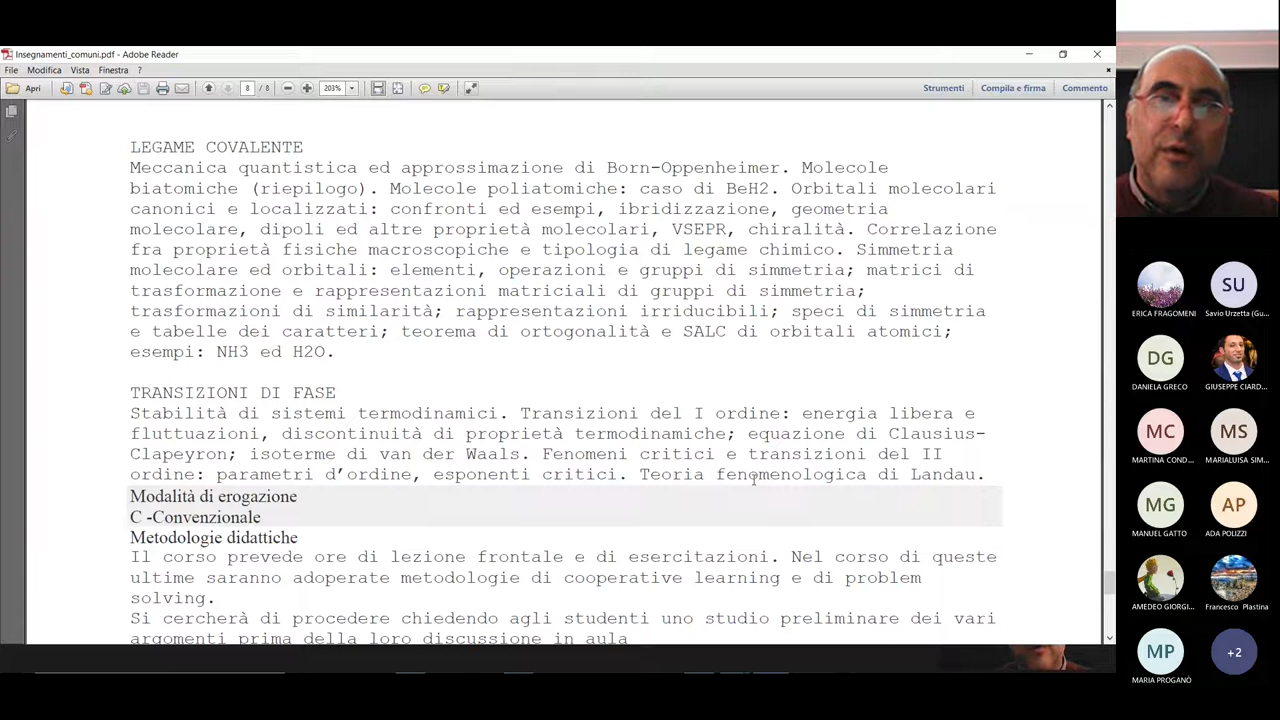 Insegnamenti_comuni.pdf - Adobe Reader
File Modifica Vista Finestra ?
Apri 8 / 8 203% Strumenti Compila e firma Commento
LEGAME COVALENTE
Meccanica quantistica ed approssimazione di Born-Oppenheimer. Molecole
biatomiche (riepilogo). Molecole poliatomiche: caso di BeH2. Orbitali molecolari
canonici e localizzati: confronti ed esempi, ibridizzazione, geometria
molecolare, dipoli ed altre proprietà molecolari, VSEPR, chiralità. Correlazione
fra proprietà fisiche macroscopiche e tipologia di legame chimico. Simmetria
molecolare ed orbitali: elementi, operazioni e gruppi di simmetria; matrici di
trasformazione e rappresentazioni matriciali di gruppi di simmetria;
trasformazioni di similarità; rappresentazioni irriducibili; speci di simmetria
e tabelle dei caratteri; teorema di ortogonalità e SALC di orbitali atomici;
esempi: NH3 ed H2O.
TRANSIZIONI DI FASE
Stabilità di sistemi termodinamici. Transizioni del I ordine: energia libera e
fluttuazioni, discontinuità di proprietà termodinamiche; equazione di Clausius-
Clapeyron; isoterme di van der Waals. Fenomeni critici e transizioni del II
ordine: parametri d’ordine, esponenti critici. Teoria fenomenologica di Landau.
Modalità di erogazione
C -Convenzionale
Metodologie didattiche
Il corso prevede ore di lezione frontale e di esercitazioni. Nel corso di queste
ultime saranno adoperate metodologie di cooperative learning e di problem
solving.
Si cercherà di procedere chiedendo agli studenti uno studio preliminare dei vari
argomenti prima della loro discussione in aula
SU
ERICA FRAGOMENI Savio Urzetta (Gu...
DG
DANIELA GRECO GIUSEPPE CIARD...
MC MS
MARTINA COND... MARIALUISA SIM...
MG AP
MANUEL GATTO ADA POLIZZI
AMEDEO GIORGI... Francesco Plastina
MP +2
MARIA PROGANÒ